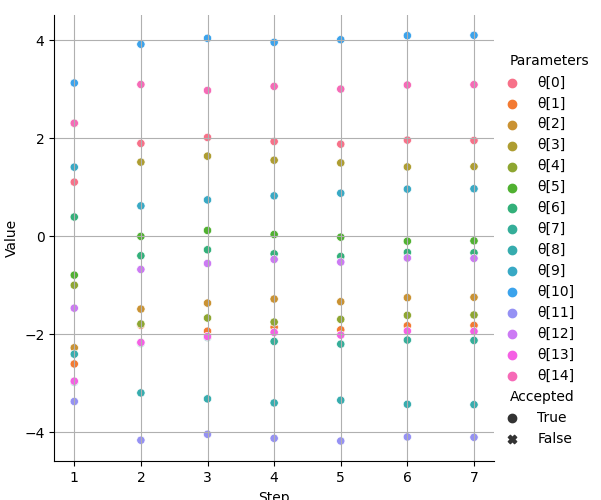 4
2
0
−2
−4
Value
1 2 3 4 5 6 7
Step
Parameters
θ[0]
θ[1]
θ[2]
θ[3]
θ[4]
θ[5]
θ[6]
θ[7]
θ[8]
θ[9]
θ[10]
θ[11]
θ[12]
θ[13]
θ[14]
Accepted
True
False